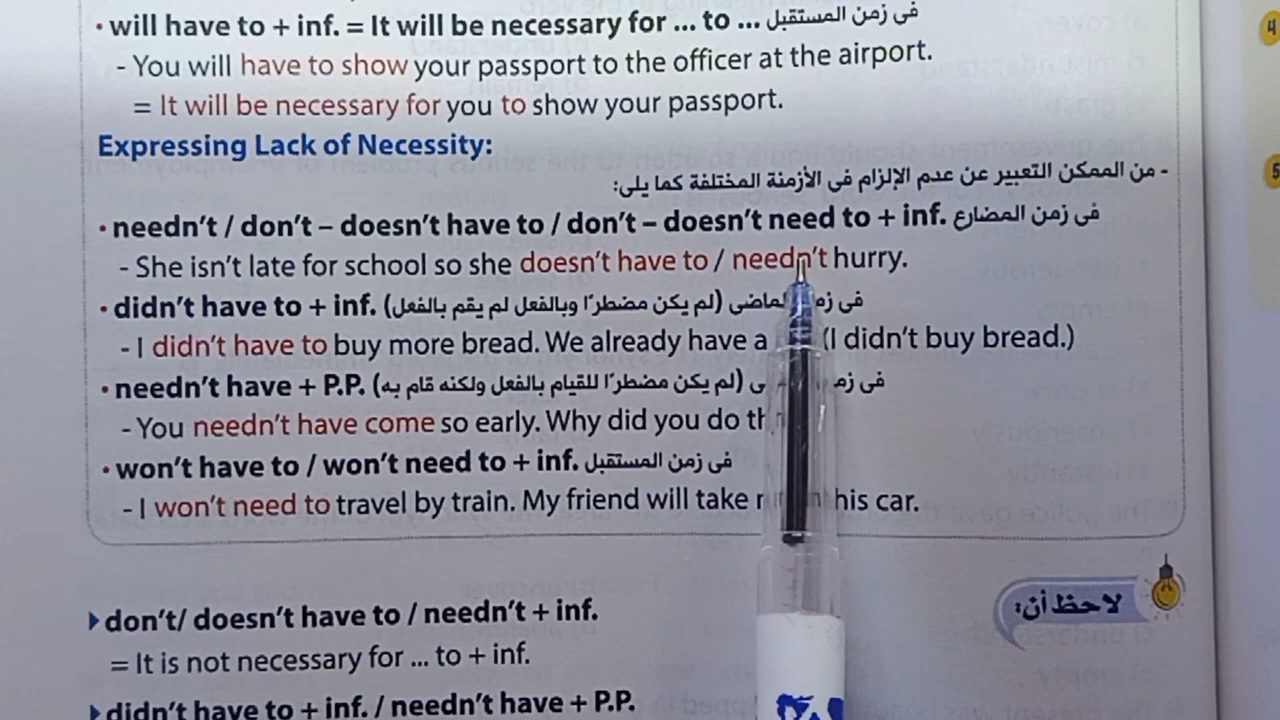 • will have to + inf. = It will be necessary for ... to ... فى زمن المستقبل
- You will have to show your passport to the officer at the airport.
= It will be necessary for you to show your passport.
Expressing Lack of Necessity:
- من الممكن التعبير عن عدم الإلزام فى الأزمنة المختلفة كما يلى:
• needn't / don't – doesn't have to / don't – doesn't need to + inf. فى زمن المضارع
- She isn't late for school so she doesn't have to / needn't hurry.
• didn't have to + inf. (لم يكن مضطرًا وبالفعل لم يقم بالفعل) فى
- I didn't have to buy more bread. We already have a (I didn't buy bread.)
• needn't have + P.P. (لم يكن مضطرًا للقيام بالفعل ولكنه قام به) فى
- You needn't have come so early. Why did you do
• won't have to / won't need to + inf. فى زمن المستقبل
- I won't need to travel by train. My friend will take his car.
لاحظ أن:
▸ don't/ doesn't have to / needn't + inf.
= It is not necessary for ... to + inf.
▸ didn't have to + inf. / needn't have + P.P.
4
5